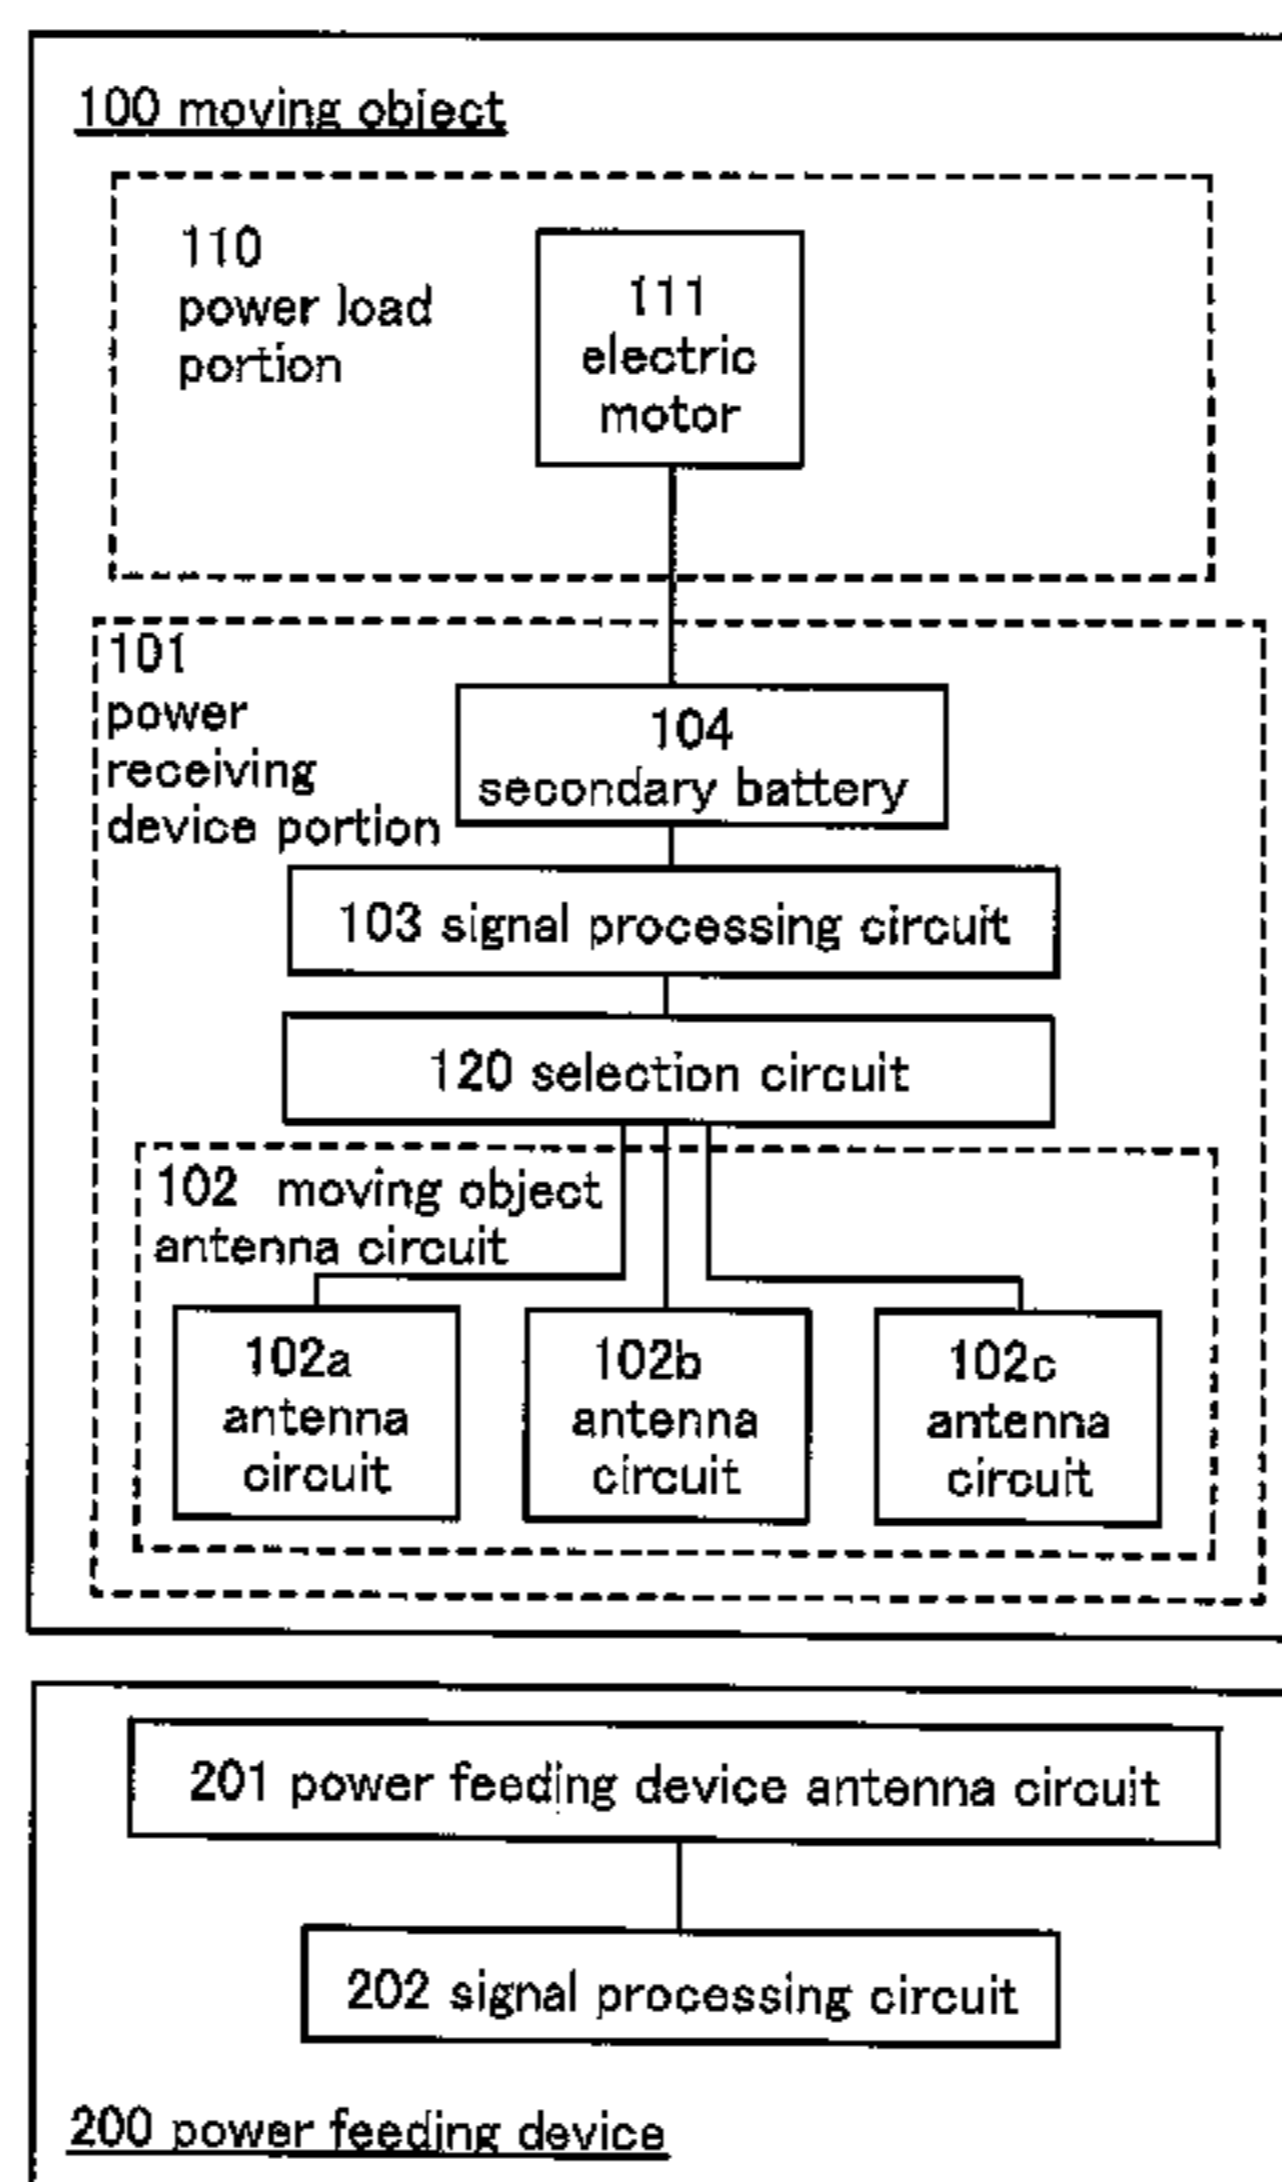 100 moving object
110
power load
portion
111
electric
motor
101
power
receiving
device portion
104
secondary battery
103 signal processing circuit
120 selection circuit
102 moving object
antenna circuit
102a
antenna
circuit
102b
antenna
circuit
102c
antenna
circuit
201 power feeding device antenna circuit
202 signal processing circuit
200 power feeding device